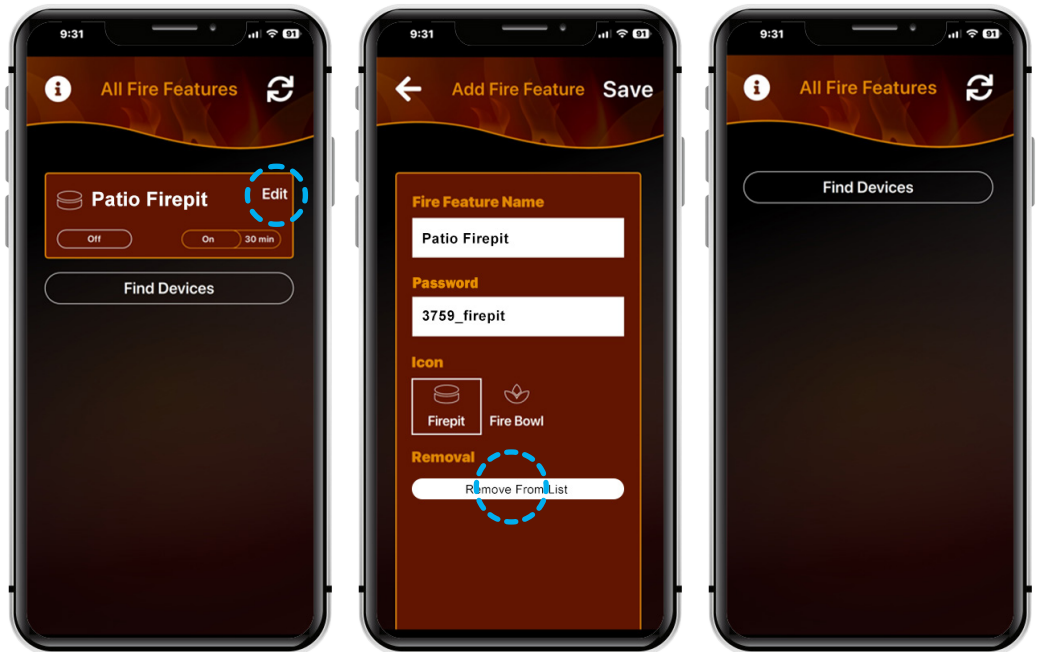 9:31
91
All Fire Features
Patio Firepit
Edit
Off
On
30 min
Find Devices
9:31
91
Add Fire Feature
Save
Fire Feature Name
Patio Firepit
Password
3759_firepit
Icon
Firepit
Fire Bowl
Removal
Remove From List
9:31
91
All Fire Features
Find Devices